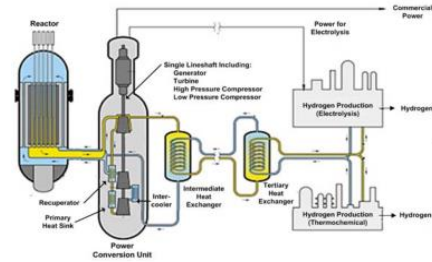 Commercial
Power
Reactor
Power for
Electrolysis
Single Lineshaft Including:
Generator
Turbine
High Pressure Compressor
Low Pressure Compressor
Hydrogen Production
(Electrolysis)
Hydrogen
Recuperator
Primary
Heat Sink
Inter-
cooler
Intermediate
Heat
Exchanger
Tertiary
Heat
Exchanger
Power
Conversion Unit
Hydrogen Production
(Thermochemical)
Hydrogen